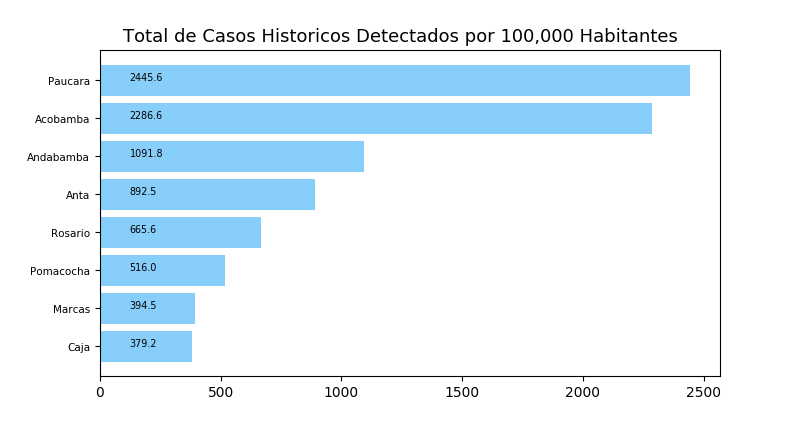 Total de Casos Historicos Detectados por 100,000 Habitantes
Paucara 2445.6
Acobamba 2286.6
Andabamba 1091.8
Anta 892.5
Rosario 665.6
Pomacocha 516.0
Marcas 394.5
Caja 379.2
0 500 1000 1500 2000 2500